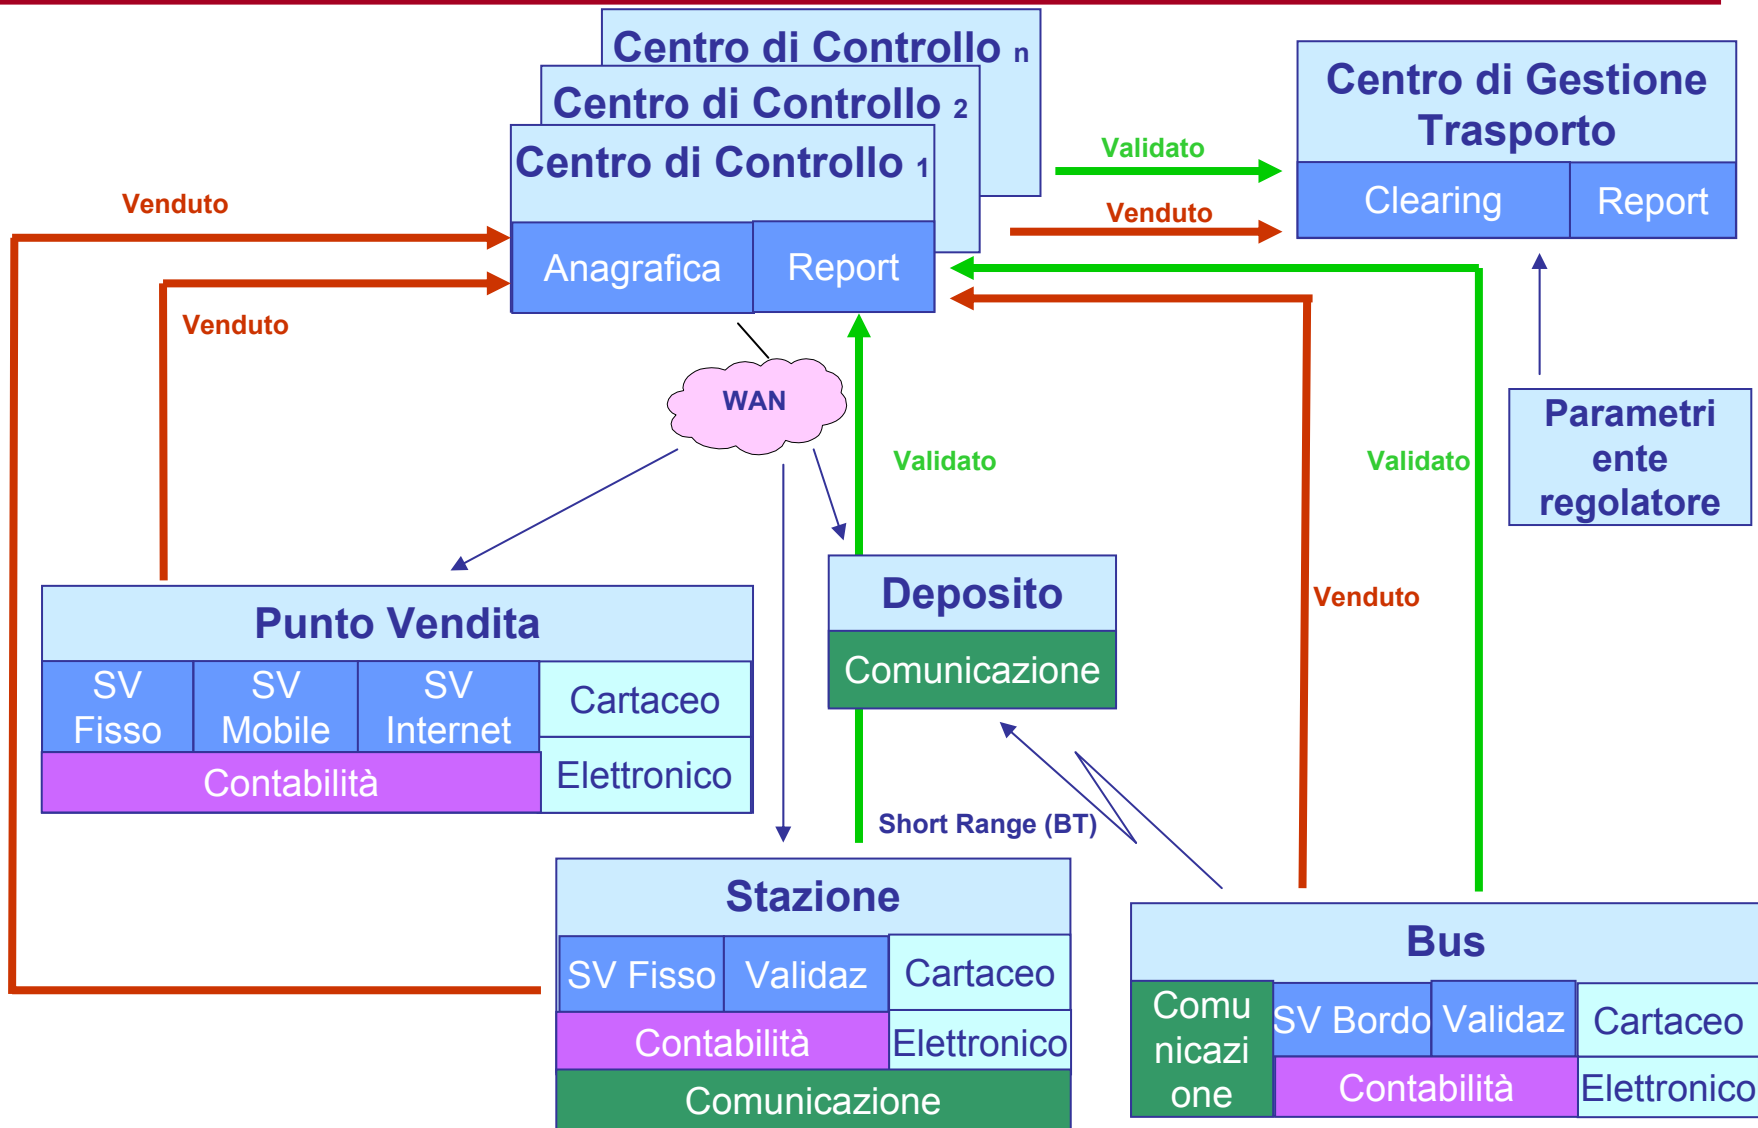 Centro di Controllo n
Centro di Controllo 2
Centro di Controllo 1
Anagrafica
Report
Centro di Gestione
Trasporto
Clearing
Report
Validato
Venduto
Venduto
Venduto
WAN
Validato
Validato
Parametri
ente
regolatore
Venduto
Punto Vendita
SV
Fisso
SV
Mobile
SV
Internet
Cartaceo
Contabilità
Elettronico
Deposito
Comunicazione
Short Range (BT)
Stazione
SV Fisso
Validaz
Cartaceo
Contabilità
Elettronico
Comunicazione
Bus
Comu
nicazi
one
SV Bordo
Validaz
Cartaceo
Contabilità
Elettronico